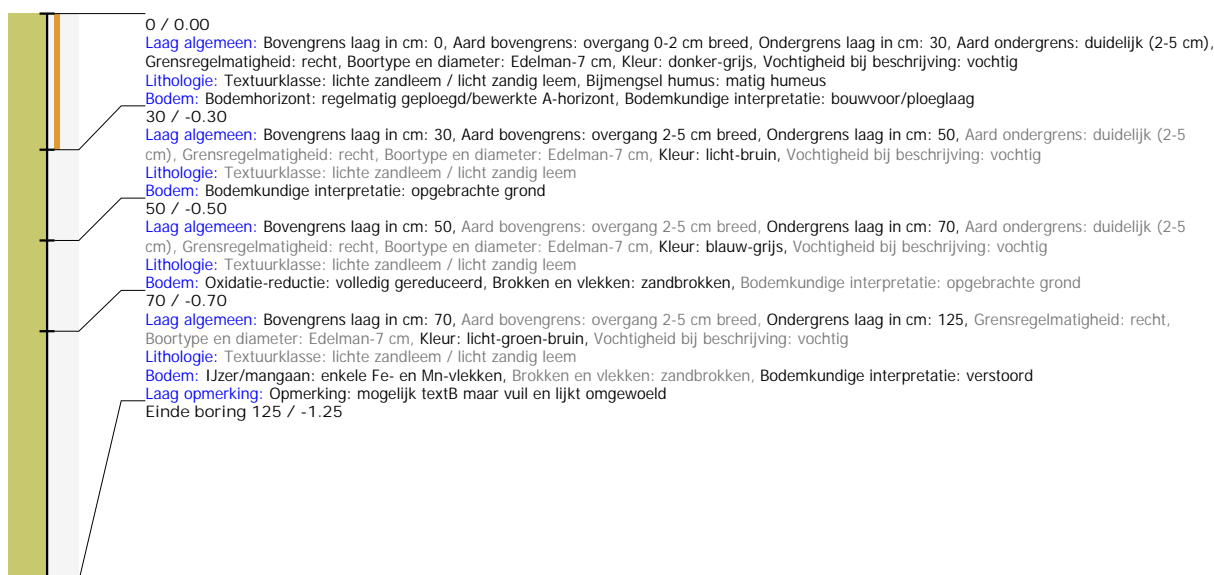 0 / 0.00
Laag algemeen: Bovengrens laag in cm: 0, Aard bovengrens: overgang 0-2 cm breed, Ondergrens laag in cm: 30, Aard ondergrens: duidelijk (2-5 cm),
Grensregelmatigheid: recht, Boortype en diameter: Edelman-7 cm, Kleur: donker-grijs, Vochtigheid bij beschrijving: vochtig
Lithologie: Textuurklasse: lichte zandleem / licht zandig leem, Bijmengsel humus: matig humeus
Bodem: Bodemhorizont: regelmatig geploegd/bewerkte A-horizont, Bodemkundige interpretatie: bouwvoor/ploeglaag
30 / -0.30
Laag algemeen: Bovengrens laag in cm: 30, Aard bovengrens: overgang 2-5 cm breed, Ondergrens laag in cm: 50, Aard ondergrens: duidelijk (2-5
cm), Grensregelmatigheid: recht, Boortype en diameter: Edelman-7 cm, Kleur: licht-bruin, Vochtigheid bij beschrijving: vochtig
Lithologie: Textuurklasse: lichte zandleem / licht zandig leem
Bodem: Bodemkundige interpretatie: opgebrachte grond
50 / -0.50
Laag algemeen: Bovengrens laag in cm: 50, Aard bovengrens: overgang 2-5 cm breed, Ondergrens laag in cm: 70, Aard ondergrens: duidelijk (2-5
cm), Grensregelmatigheid: recht, Boortype en diameter: Edelman-7 cm, Kleur: blauw-grijs, Vochtigheid bij beschrijving: vochtig
Lithologie: Textuurklasse: lichte zandleem / licht zandig leem
Bodem: Oxidatie-reductie: volledig gereduceerd, Brokken en vlekken: zandbrokken, Bodemkundige interpretatie: opgebrachte grond
70 / -0.70
Laag algemeen: Bovengrens laag in cm: 70, Aard bovengrens: overgang 2-5 cm breed, Ondergrens laag in cm: 125, Grensregelmatigheid: recht,
Boortype en diameter: Edelman-7 cm, Kleur: licht-groen-bruin, Vochtigheid bij beschrijving: vochtig
Lithologie: Textuurklasse: lichte zandleem / licht zandig leem
Bodem: IJzer/mangaan: enkele Fe- en Mn-vlekken, Brokken en vlekken: zandbrokken, Bodemkundige interpretatie: verstoord
Laag opmerking: Opmerking: mogelijk textB maar vuil en lijkt omgewoeld
Einde boring 125 / -1.25